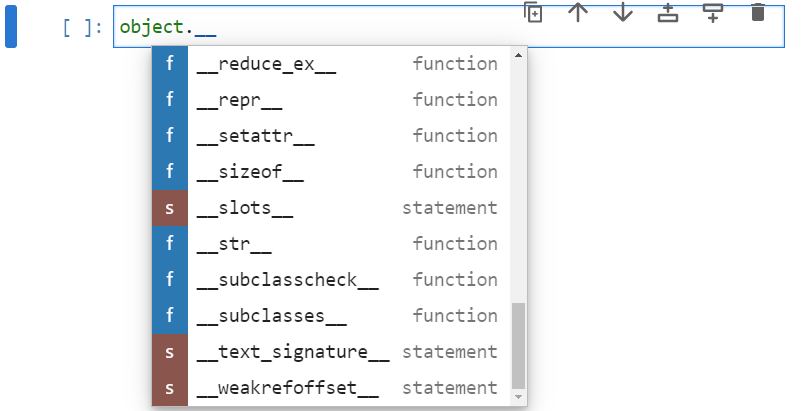 [ ]: object.__
f __reduce_ex__ function
f __repr__ function
f __setattr__ function
f __sizeof__ function
s __slots__ statement
f __str__ function
f __subclasscheck__ function
f __subclasses__ function
s __text_signature__ statement
s __weakrefoffset__ statement